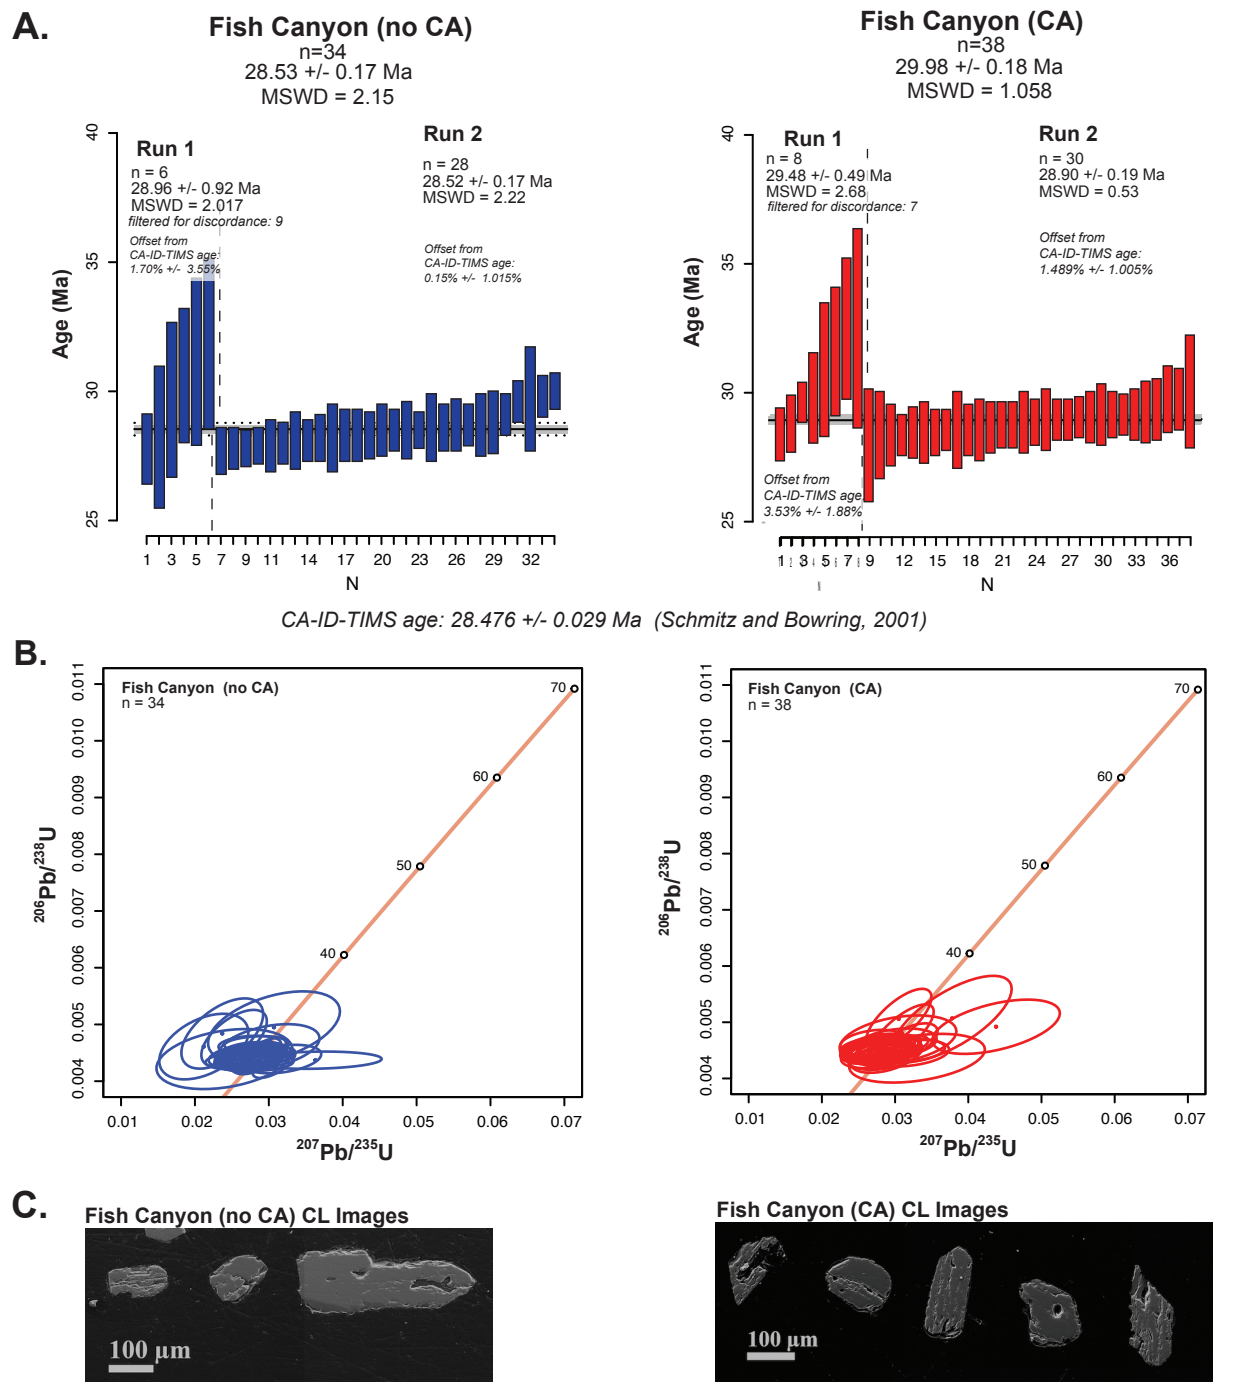 A.
Fish Canyon (no CA)
n=34
28.53 +/- 0.17 Ma
MSWD = 2.15
Fish Canyon (CA)
n=38
29.98 +/- 0.18 Ma
MSWD = 1.058
Run 1
n = 6
28.96 +/- 0.92 Ma
MSWD = 2.017
filtered for discordance: 9
Offset from
CA-ID-TIMS age:
1.70% +/- 3.55%
Run 2
n = 28
28.52 +/- 0.17 Ma
MSWD = 2.22
Offset from
CA-ID-TIMS age:
0.15% +/- 1.015%
Age (Ma)
40
35
30
25
1 3 5 7 9 11 14 17 20 23 26 29 32
N
Run 1
n = 8
29.48 +/- 0.49 Ma
MSWD = 2.68
filtered for discordance: 7
Run 2
n = 30
28.90 +/- 0.19 Ma
MSWD = 0.53
Offset from
CA-ID-TIMS age:
1.489% +/- 1.005%
Offset from
CA-ID-TIMS age
3.53% +/- 1.88%
Age (Ma)
40
35
30
25
1 3 5 7 9 12 15 18 21 24 27 30 33 36
N
CA-ID-TIMS age: 28.476 +/- 0.029 Ma (Schmitz and Bowring, 2001)
B.
Fish Canyon (no CA)
n = 34
70
60
50
40
206Pb/238U
0.011
0.010
0.009
0.008
0.007
0.006
0.005
0.004
0.01 0.02 0.03 0.04 0.05 0.06 0.07
207Pb/235U
Fish Canyon (CA)
n = 38
70
60
50
40
206Pb/238U
0.011
0.010
0.009
0.008
0.007
0.006
0.005
0.004
0.01 0.02 0.03 0.04 0.05 0.06 0.07
207Pb/235U
C.
Fish Canyon (no CA) CL Images
100 µm
Fish Canyon (CA) CL Images
100 µm